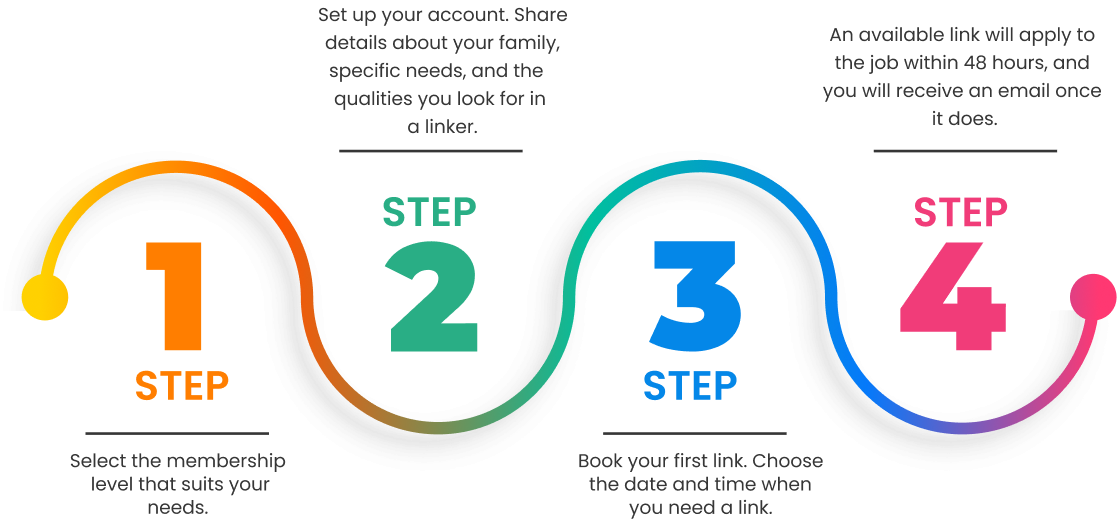 1
STEP
Select the membership
level that suits your
needs.
Set up your account. Share
details about your family,
specific needs, and the
qualities you look for in
a linker.
STEP
2
3
STEP
Book your first link. Choose
the date and time when
you need a link.
An available link will apply to
the job within 48 hours, and
you will receive an email once
it does.
STEP
4